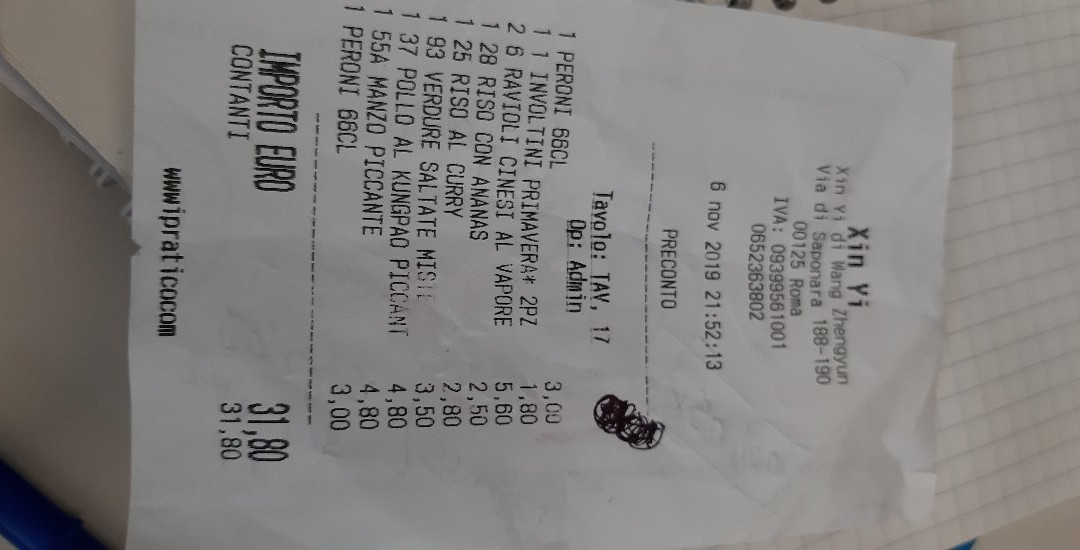 Xin Yi
Xin Yi di Wang Zhengyun
Via di Saponara 188-190
00125 Roma
IVA: 09399561001
0652363802
6 nov 2019 21:52:13
PRECONTO
Tavolo: TAV. 17
Op: Admin
1 PERONI 66CL 3,00
1 1 INVOLTINI PRIMAVERA* 2PZ 1,80
2 6 RAVIOLI CINESI AL VAPORE 5,60
1 28 RISO CON ANANAS 2,50
1 25 RISO AL CURRY 2,80
1 93 VERDURE SALTATE MISTE 3,50
1 37 POLLO AL KUNGPAO PICCANT 4,80
1 55A MANZO PICCANTE 4,80
1 PERONI 66CL 3,00
IMPORTO EURO 31,80
CONTANTI 31,80
wwwipraticocom